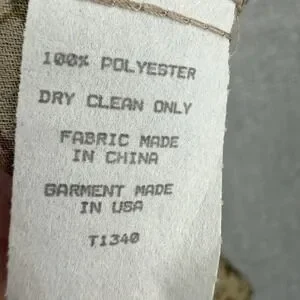 100% POLYESTER
DRY CLEAN ONLY
FABRIC MADE
IN CHINA
GARMENT MADE
IN USA
T1340